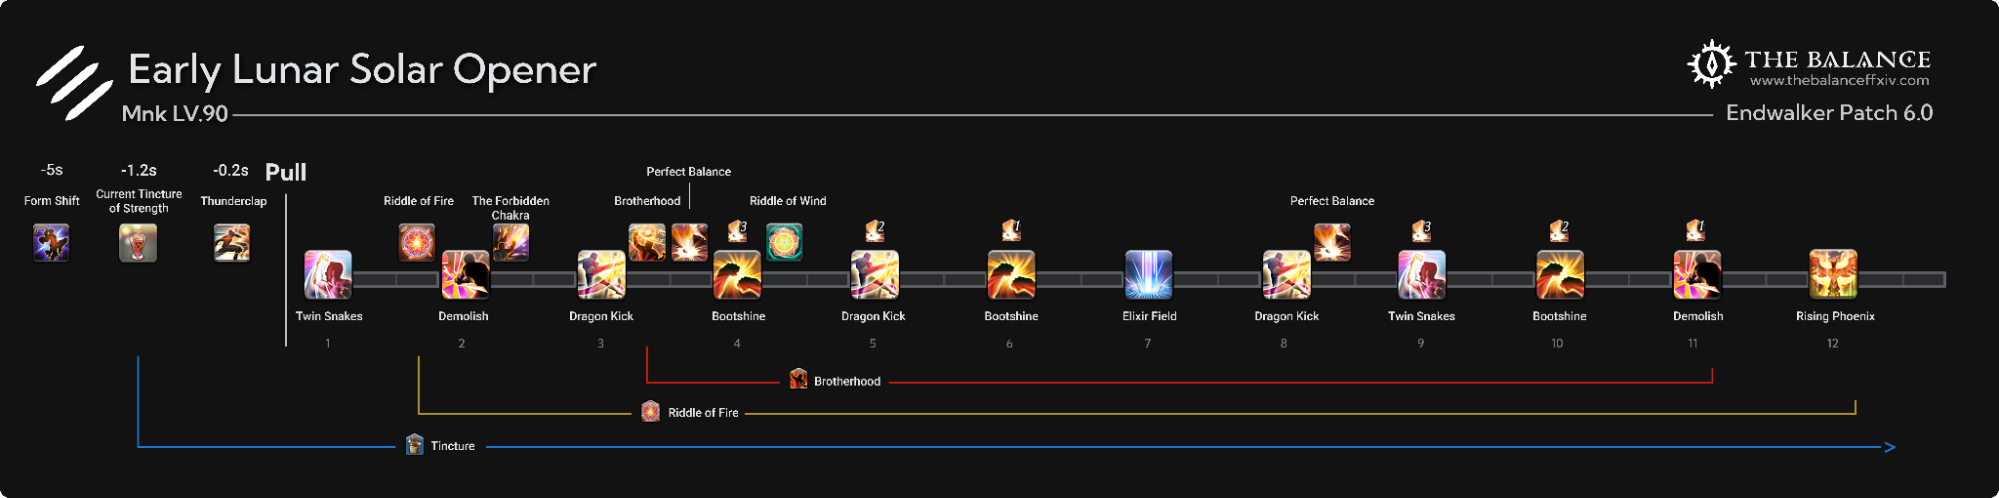 Early Lunar Solar Opener
THE BALANCE
www.thebalanceffxiv.com
Mnk LV.90
Endwalker Patch 6.0
-5s
-1.2s
-0.2s
Pull
Perfect Balance
Form Shift
Current Tincture
of Strength
Thunderclap
Riddle of Fire
The Forbidden
Chakra
Brotherhood
Riddle of Wind
Perfect Balance
3
2
1
3
2
1
Twin Snakes
Demolish
Dragon Kick
Bootshine
Dragon Kick
Bootshine
Elixir Field
Dragon Kick
Twin Snakes
Bootshine
Demolish
Rising Phoenix
1
2
3
4
5
6
7
8
9
10
11
12
Brotherhood
Riddle of Fire
Tincture